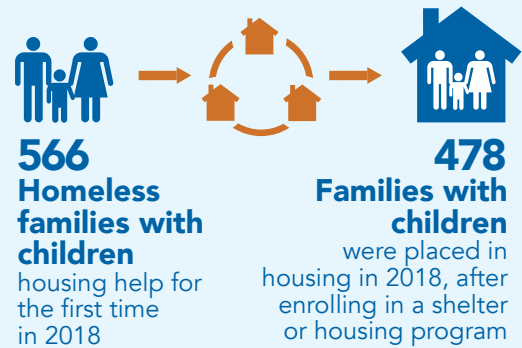 566
Homeless
families with
children
housing help for
the first time
in 2018
478
Families with
children
were placed in
housing in 2018, after
enrolling in a shelter
or housing program